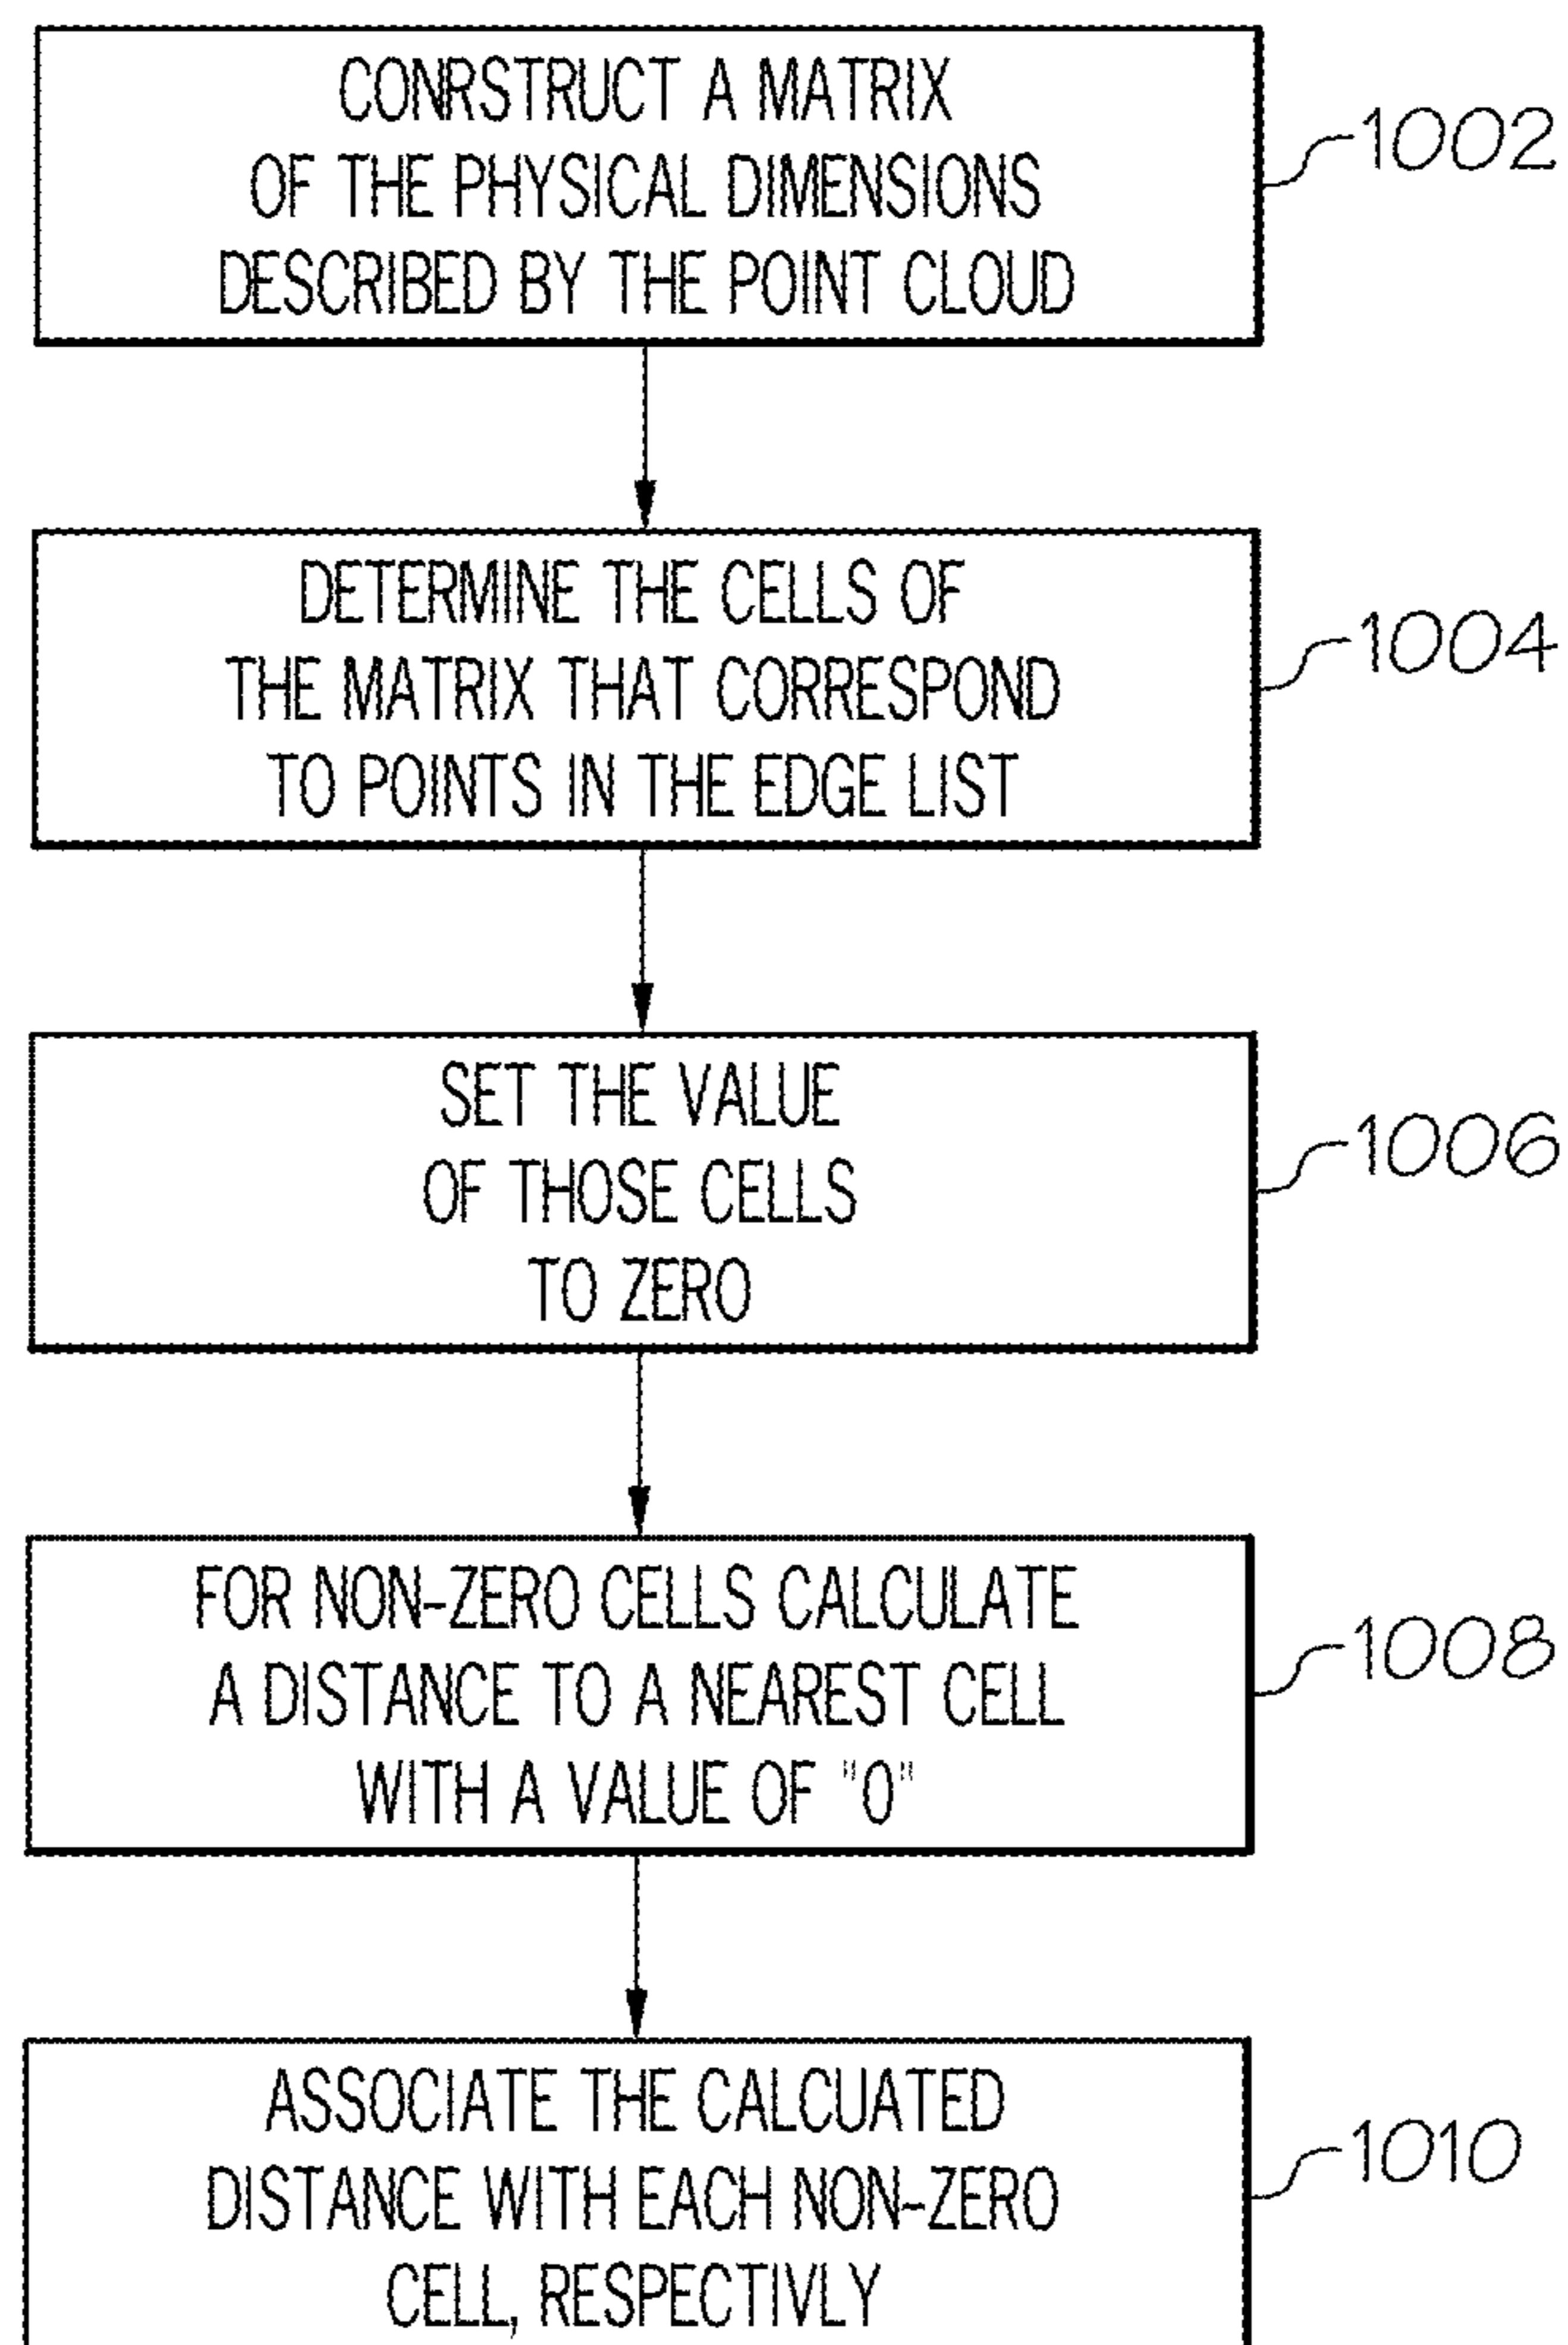 CONRSTRUCT A MATRIX
OF THE PHYSICAL DIMENSIONS
DESCRIBED BY THE POINT CLOUD
1002
DETERMINE THE CELLS OF
THE MATRIX THAT CORRESPOND
TO POINTS IN THE EDGE LIST
1004
SET THE VALUE
OF THOSE CELLS
TO ZERO
1006
FOR NON-ZERO CELLS CALCULATE
A DISTANCE TO A NEAREST CELL
WITH A VALUE OF "0"
1008
ASSOCIATE THE CALCUATED
DISTANCE WITH EACH NON-ZERO
CELL, RESPECTIVLY
1010